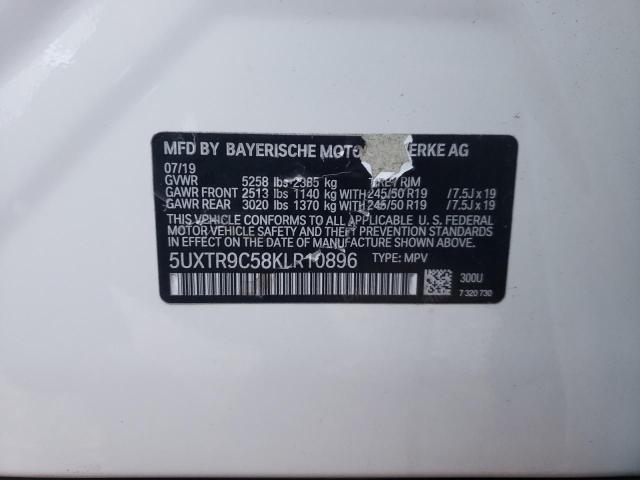 MFD BY BAYERISCHE MOTO ERKE AG
07/19
GVWR 5258 lbs 2385 kg TIRE / RIM
GAWR FRONT 2513 lbs 1140 kg WITH 245/50 R19 /7.5J x 19
GAWR REAR 3020 lbs 1370 kg WITH 245/50 R19 /7.5J x 19
THIS VEHICLE CONFORMS TO ALL APPLICABLE U. S. FEDERAL
MOTOR VEHICLE SAFETY AND THEFT PREVENTION STANDARDS
IN EFFECT ON THE DATE OF MANUFACTURE SHOWN ABOVE.
5UXTR9C58KLR10896 TYPE: MPV
300U
7 320 730